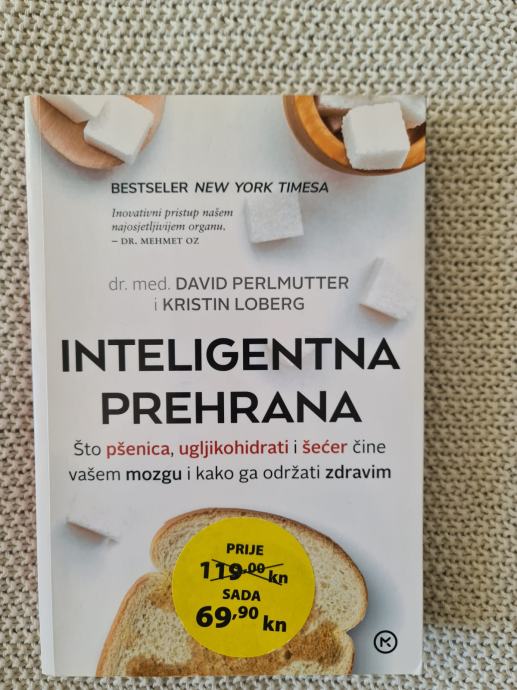 BESTSELER NEW YORK TIMESA
Inovativni pristup našem
najosjetljivijem organu.
– DR. MEHMET OZ
dr. med. DAVID PERLMUTTER
i KRISTIN LOBERG
INTELIGENTNA
PREHRANA
Što pšenica, ugljikohidrati i šećer čine
vašem mozgu i kako ga održati zdravim
PRIJE
119,00 kn
SADA
69,90 kn
M